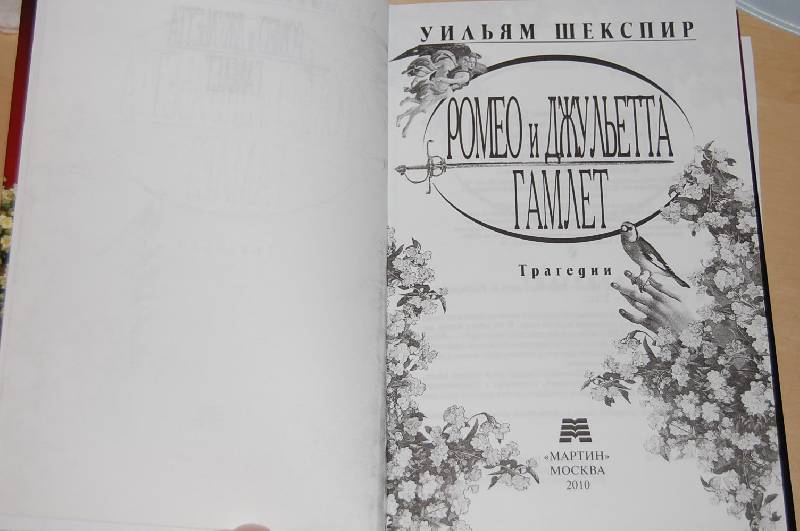 УИЛЬЯМ ШЕКСПИР
РОМЕО и ДЖУЛЬЕТТА
ГАМЛЕТ
Трагедии
«МАРТИН»
МОСКВА
2010